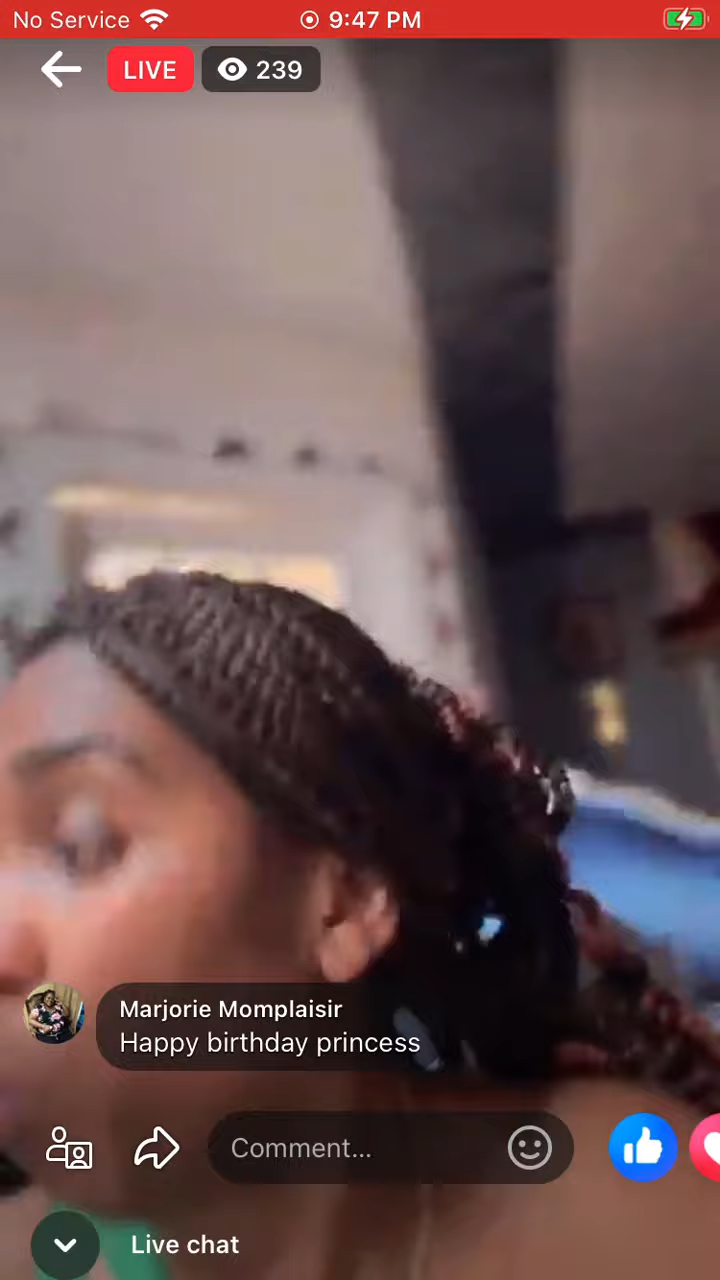 No Service 9:47 PM
LIVE 239
Marjorie Momplaisir
Happy birthday princess
Comment...
Live chat